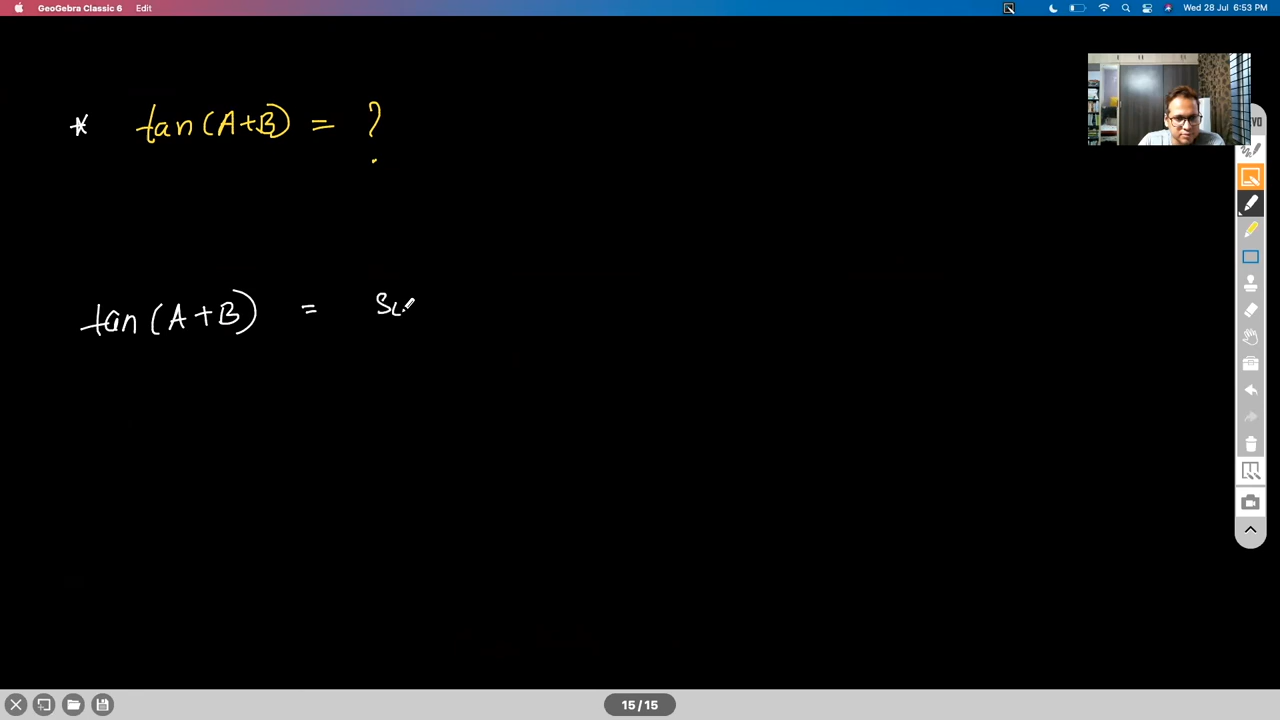 GeoGebra Classic 6 Edit Wed 28 Jul 6:53 PM
* tan(A+B) = ?
tan(A+B) = Si
15/15